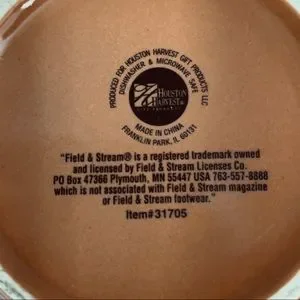 PRODUCED FOR HOUSTON HARVEST GIFT PRODUCTS LLC
DISHWASHER & MICROWAVE SAFE
HOUSTON
HARVEST
MADE IN CHINA
FRANKLIN PARK, IL 60131
"Field & Stream® is a registered trademark owned
and licensed by Field & Stream Licenses Co.
PO Box 47366 Plymouth, MN 55447 USA 763-557-8888
which is not associated with Field & Stream magazine
or Field & Stream footwear."
Item#31705